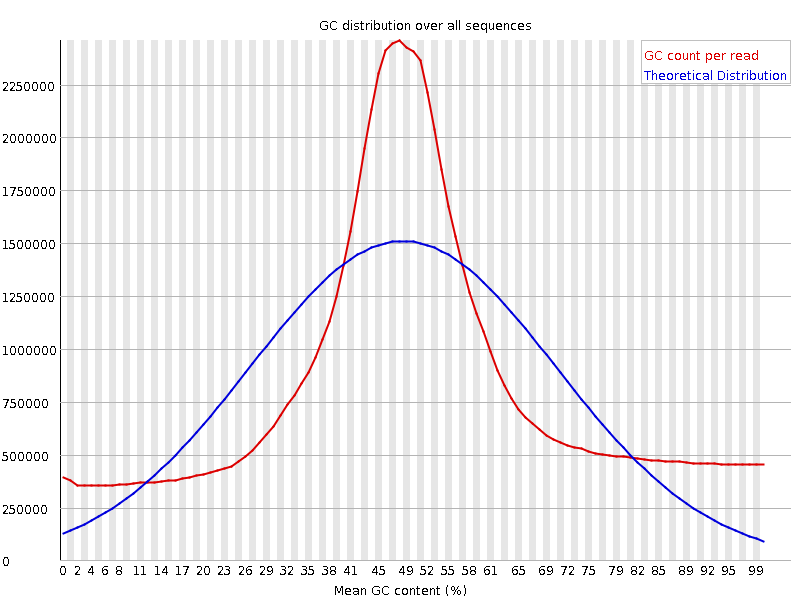 GC distribution over all sequences
GC count per read
Theoretical Distribution
2250000
2000000
1750000
1500000
1250000
1000000
750000
500000
250000
0
0 2 4 6 8 11 14 17 20 23 26 29 32 35 38 41 45 49 52 55 58 61 65 69 72 75 79 82 85 89 92 95 99
Mean GC content (%)